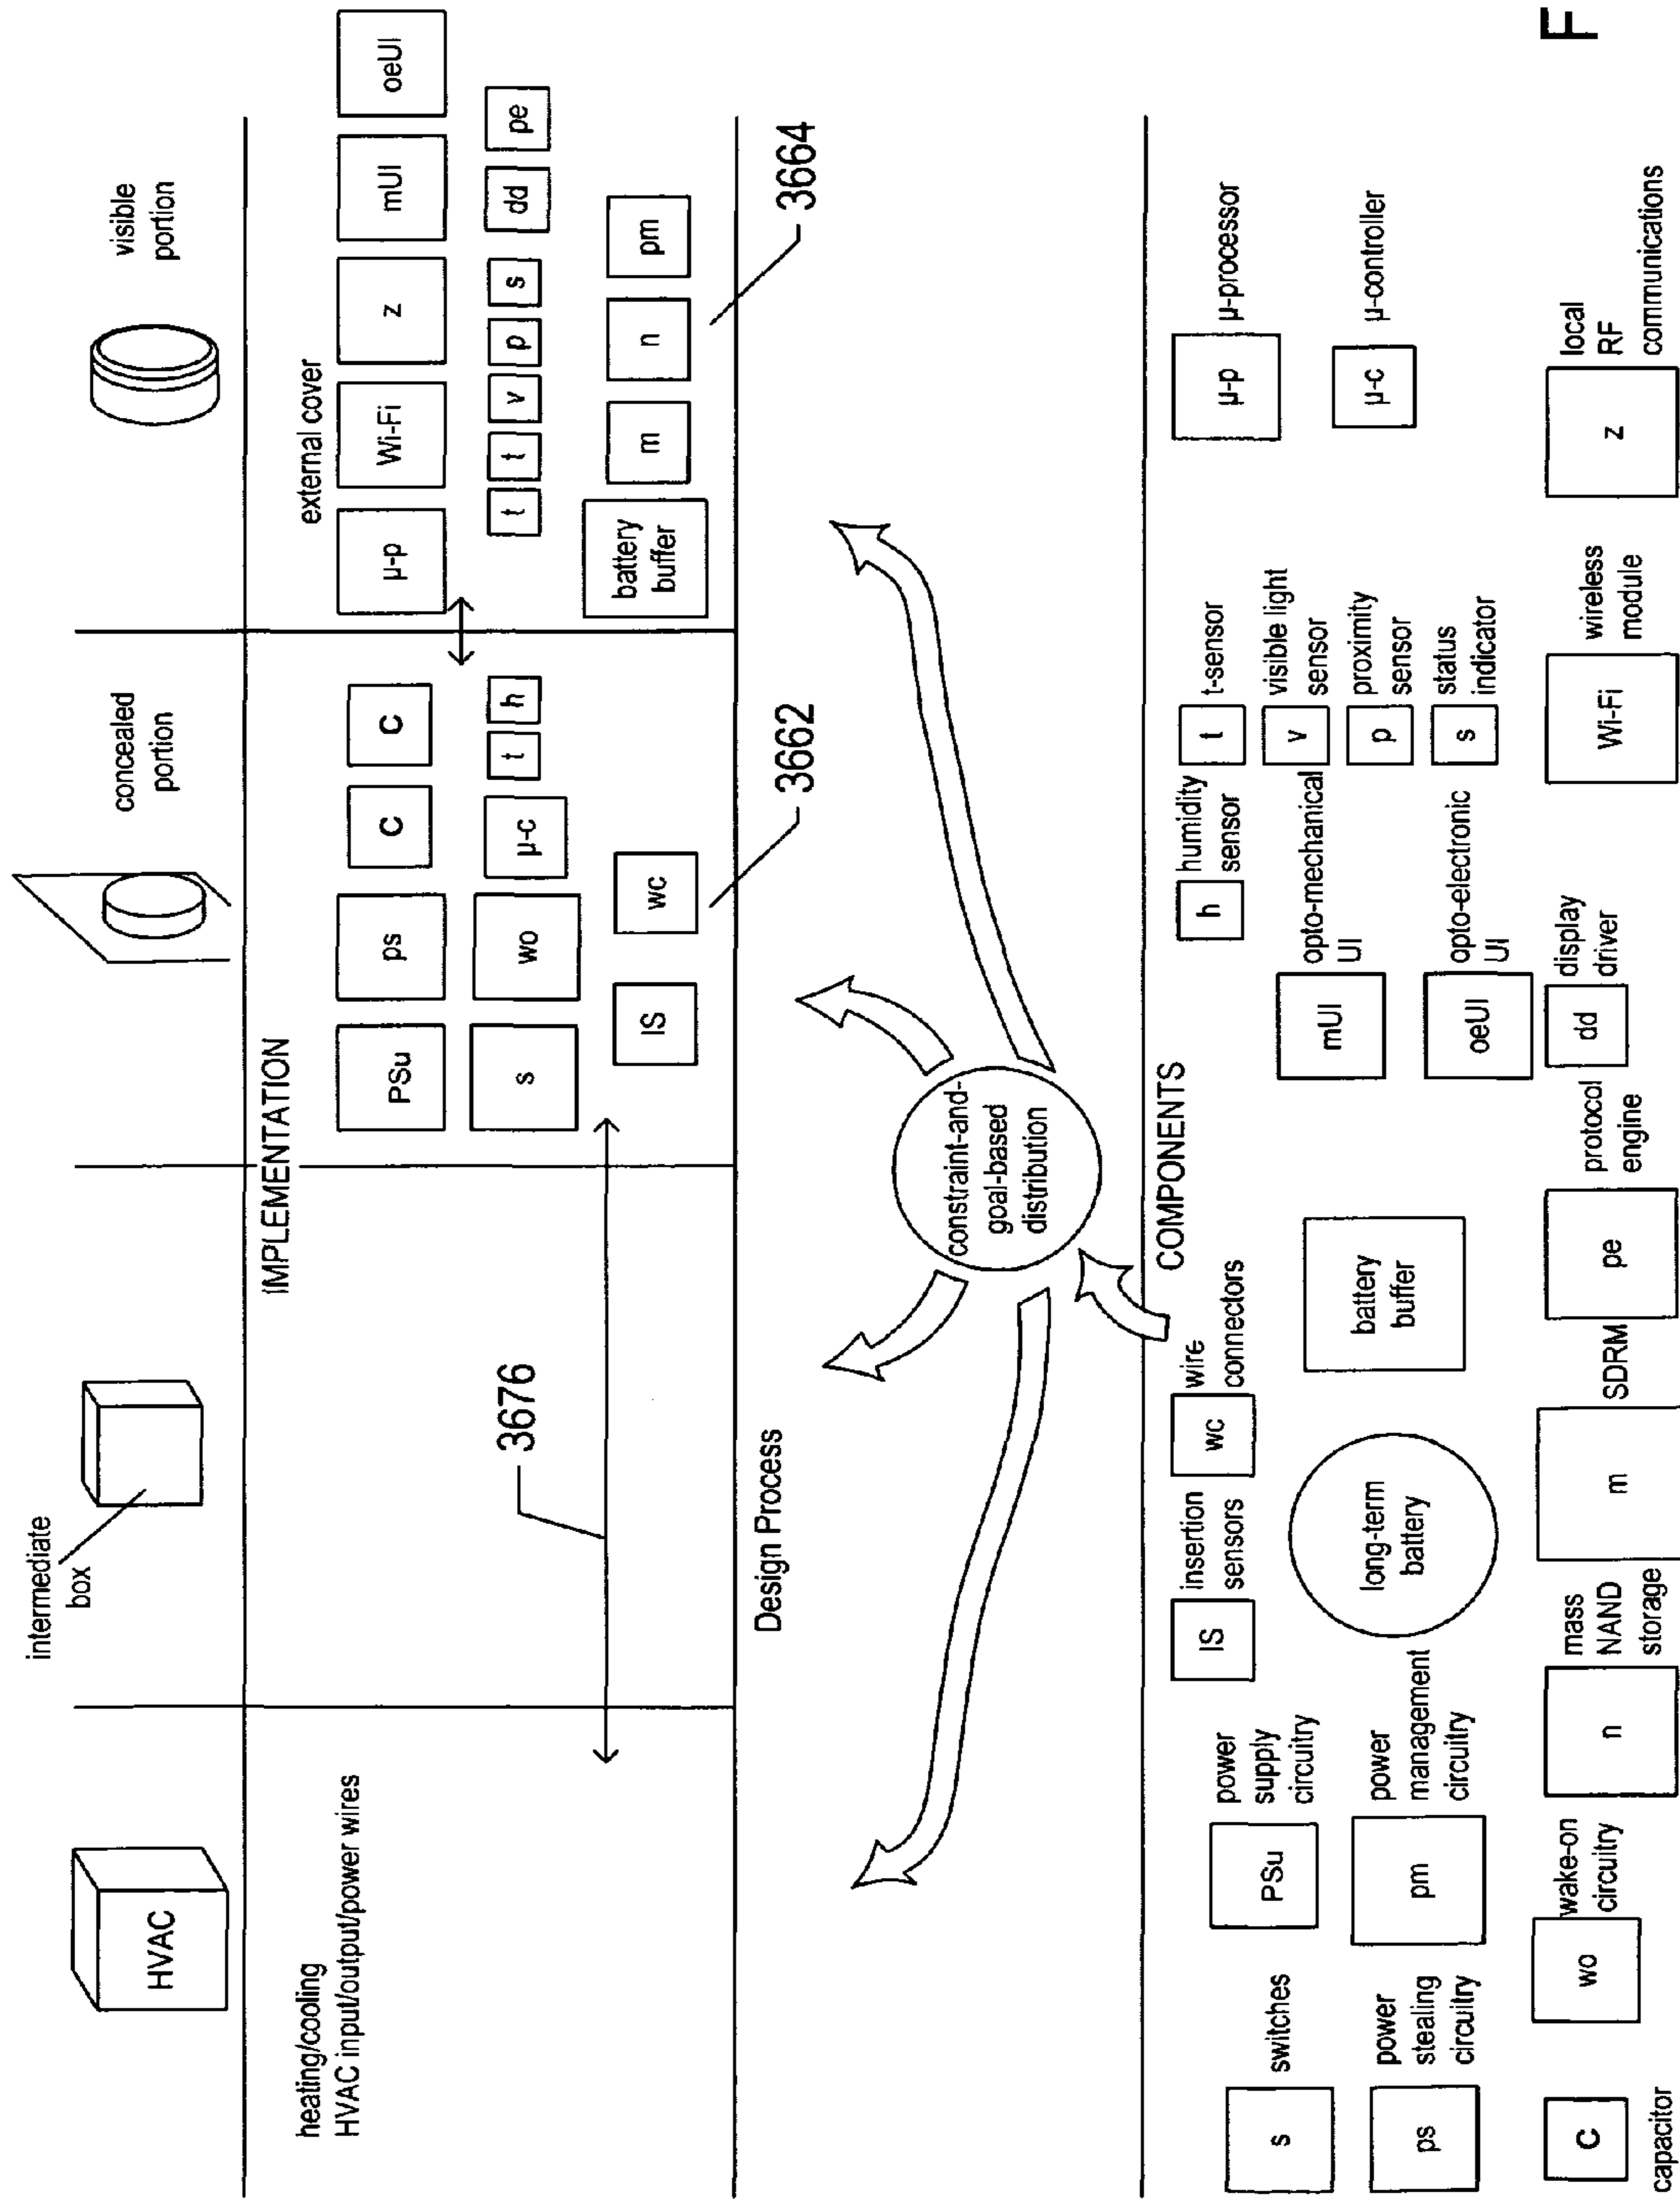 intermediate
box
concealed
portion
visible
portion
HVAC
IMPLEMENTATION
heating/cooling
HVAC input/output/power wires
3676
PSu
ps
C
C
s
wo
μ-c
t
h
IS
wc
3662
external cover
μ-p
Wi-Fi
z
mUI
oeUI
t
t
v
p
s
dd
pe
battery
buffer
m
n
pm
3664
Design Process
constraint-and-
goal-based
distribution
COMPONENTS
s
switches
PSu
power
supply
circuitry
IS
insertion
sensors
wc
wire
connectors
h
humidity
sensor
t
t-sensor
v
visible light
sensor
p
proximity
sensor
s
status
indicator
μ-p
μ-processor
μ-c
μ-controller
ps
power
stealing
circuitry
pm
power
management
circuitry
long-term
battery
battery
buffer
mUI
opto-mechanical
UI
oeUI
opto-electronic
UI
C
capacitor
wo
wake-on
circuitry
n
mass
NAND
storage
m
SDRM
pe
protocol
engine
dd
display
driver
Wi-Fi
wireless
module
z
local
RF
communications
F